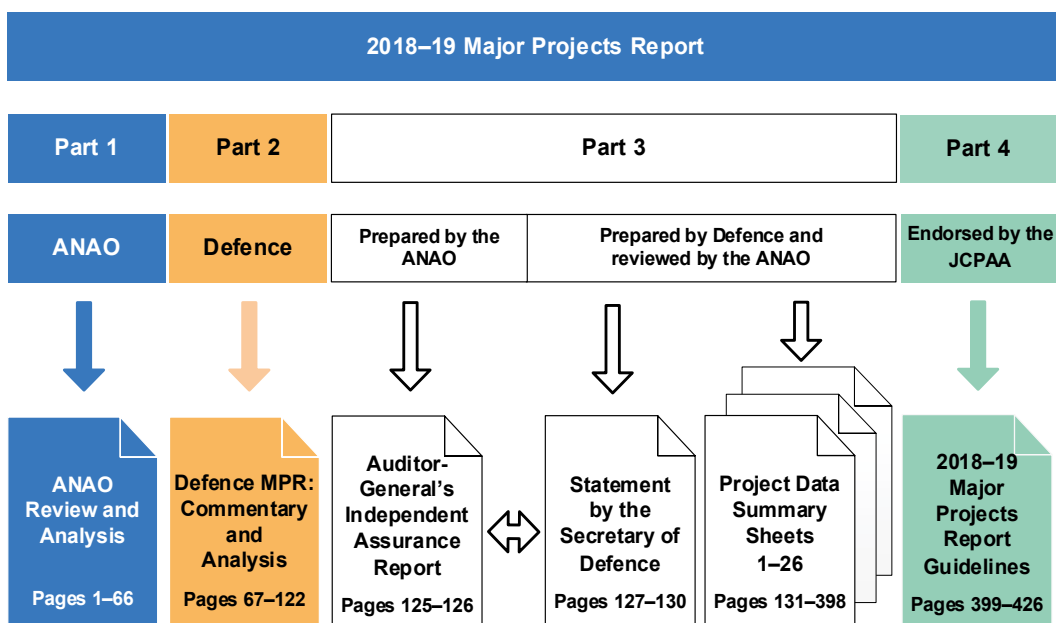 2018–19 Major Projects Report
Part 1
Part 2
Part 3
Part 4
ANAO
Defence
Prepared by the
ANAO
Prepared by Defence and
reviewed by the ANAO
Endorsed by the
JCPAA
ANAO
Review and
Analysis
Pages 1–66
Defence MPR:
Commentary
and
Analysis
Pages 67–122
Auditor-
General’s
Independent
Assurance
Report
Pages 125–126
Statement
by the
Secretary of
Defence
Pages 127–130
Project Data
Summary
Sheets
1–26
Pages 131–398
2018–19
Major
Projects
Report
Guidelines
Pages 399–426